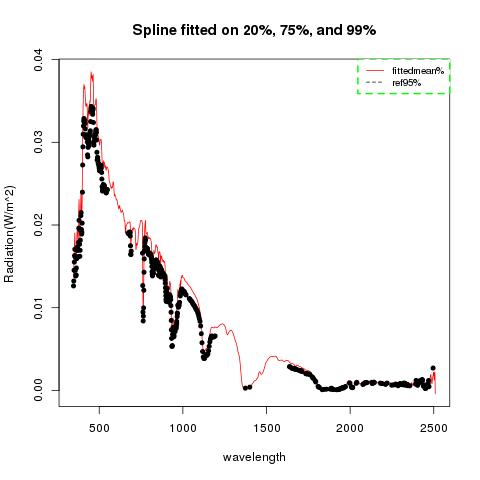 Spline fitted on 20%, 75%, and 99%
fittedmean%
ref95%
Radiation(W/m^2)
0.04
0.03
0.02
0.01
0.00
500 1000 1500 2000 2500
wavelength